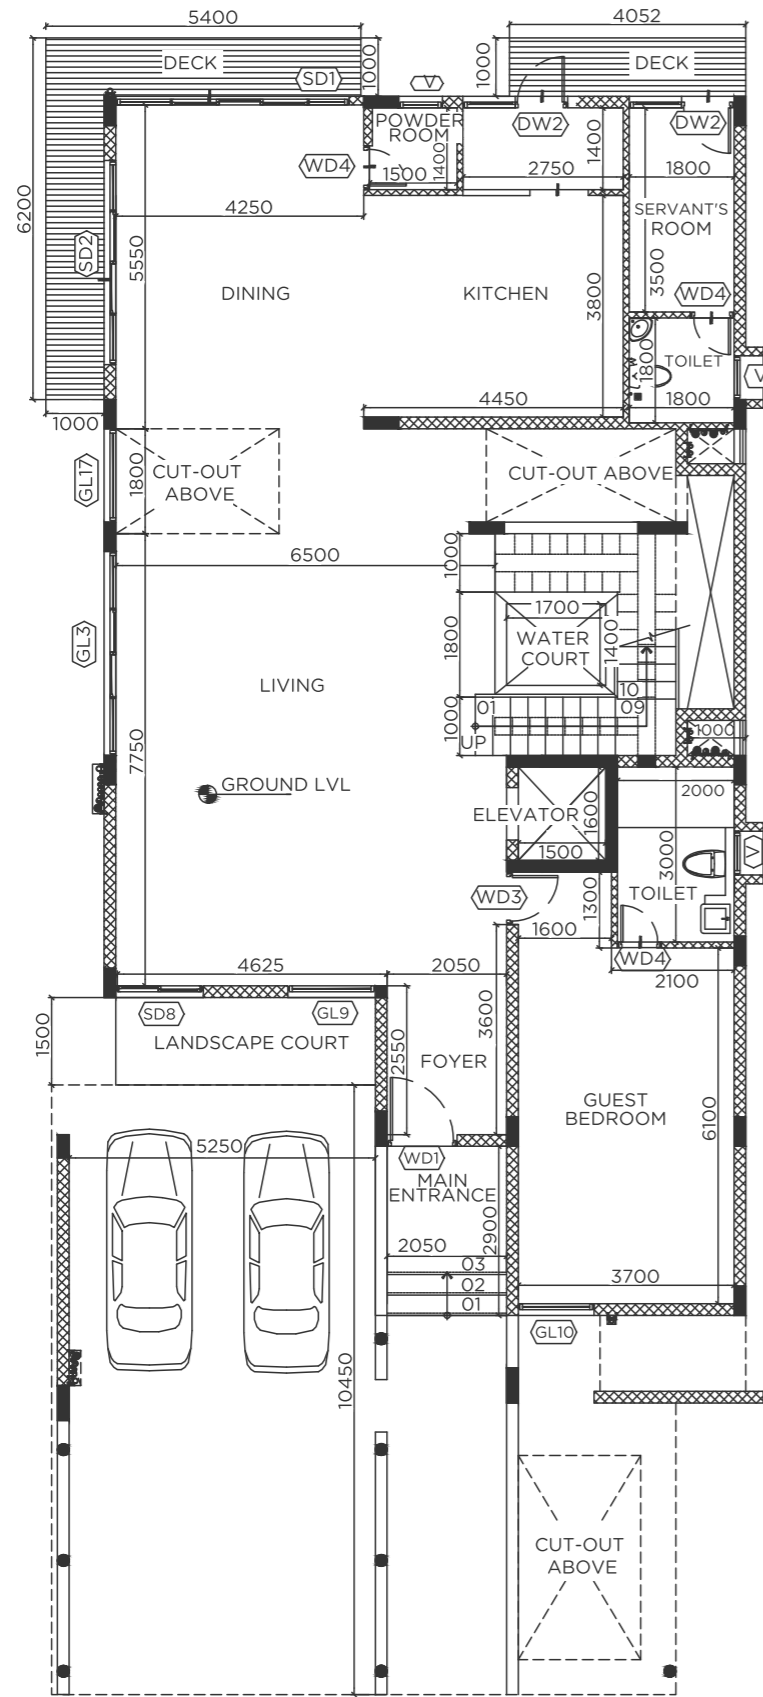 5400
4052
DECK
DECK
1000
1000
SD1
V
POWDER
ROOM
DW2
DW2
1400
1400
WD4
1500
2750
1800
6200
4250
SERVANT'S
ROOM
SD2
5550
DINING
KITCHEN
3800
3500
WD4
TOILET
1800
V
1000
4450
1800
GL17
1800
CUT-OUT
ABOVE
CUT-OUT ABOVE
6500
1000
GL3
1800
1700
WATER
COURT
1400
LIVING
10
01
09
1000
UP
1000
7750
GROUND LVL
2000
ELEVATOR
1600
1500
3000
V
TOILET
WD3
1300
1600
WD4
2100
4625
2050
1500
SD8
GL9
LANDSCAPE COURT
2550
FOYER
3600
GUEST
BEDROOM
6100
5250
WD1
MAIN
ENTRANCE
2900
2050
03
02
01
3700
GL10
10450
CUT-OUT
ABOVE